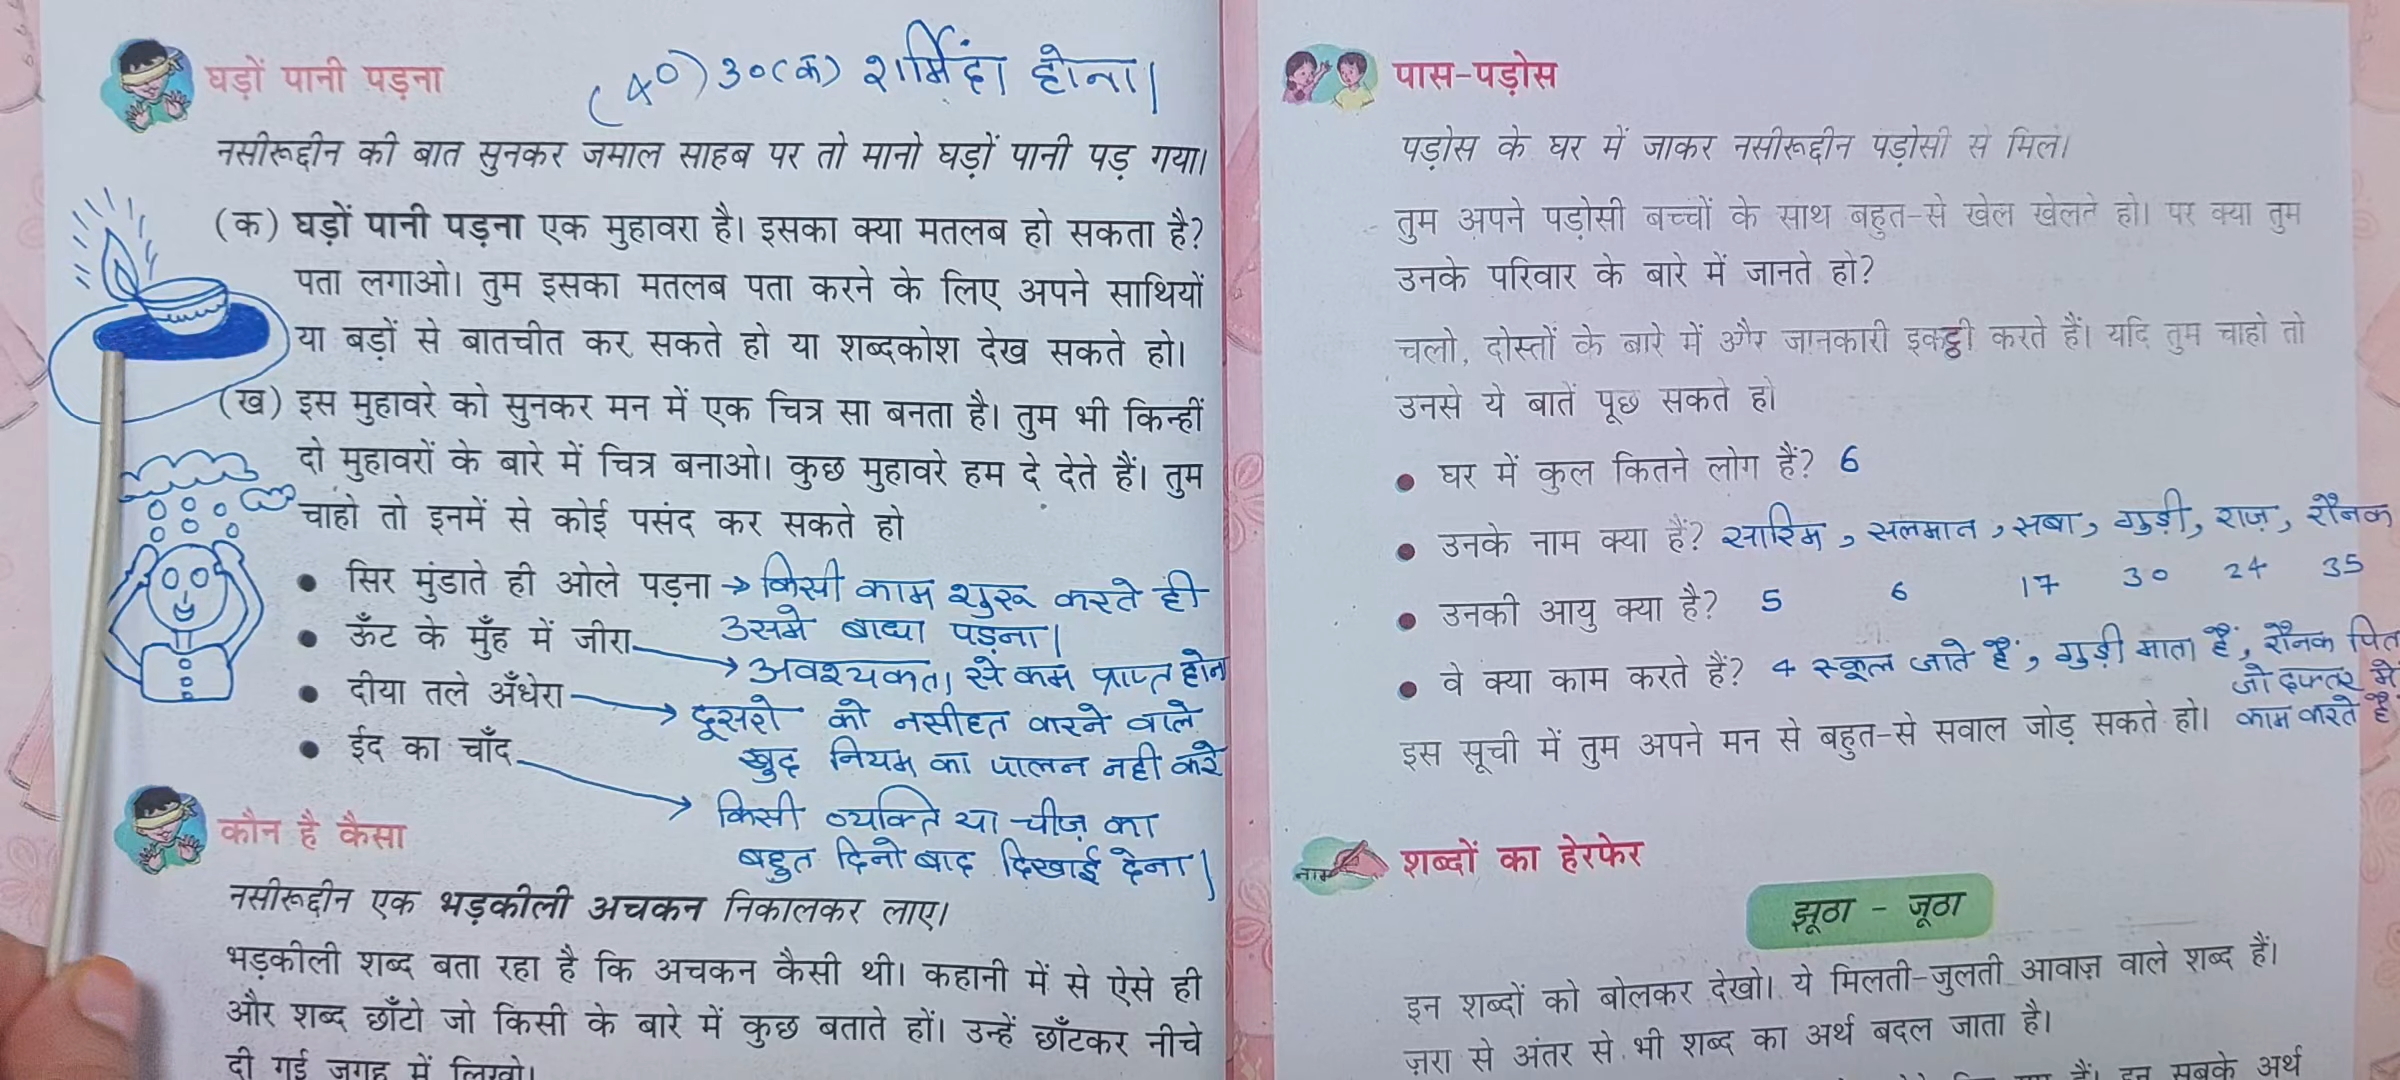 घड़ों पानी पड़ना
(40) उ०(क) शर्मिंदा होना।
नसीरूद्दीन की बात सुनकर जमाल साहब पर तो मानो घड़ों पानी पड़ गया।
(क) घड़ों पानी पड़ना एक मुहावरा है। इसका क्या मतलब हो सकता है?
पता लगाओ। तुम इसका मतलब पता करने के लिए अपने साथियों
या बड़ों से बातचीत कर सकते हो या शब्दकोश देख सकते हो।
(ख) इस मुहावरे को सुनकर मन में एक चित्र सा बनता है। तुम भी किन्हीं
दो मुहावरों के बारे में चित्र बनाओ। कुछ मुहावरे हम दे देते हैं। तुम
चाहो तो इनमें से कोई पसंद कर सकते हो
• सिर मुंडाते ही ओले पड़ना → किसी काम शुरू करते ही
उसमे बाधा पड़ना।
• ऊँट के मुँह में जीरा → अवश्यकता से कम प्राप्त होना
• दीया तले अँधेरा → दूसरो को नसीहत करने वाले
खुद नियम का पालन नही करे
• ईद का चाँद → किसी व्यक्ति या चीज़ का
बहुत दिनो बाद दिखाई देना।
कौन है कैसा
नसीरूद्दीन एक भड़कीली अचकन निकालकर लाए।
भड़कीली शब्द बता रहा है कि अचकन कैसी थी। कहानी में से ऐसे ही
और शब्द छाँटो जो किसी के बारे में कुछ बताते हों। उन्हें छाँटकर नीचे
दी गई जगह में लिखो।
पास-पड़ोस
पड़ोस के घर में जाकर नसीरूद्दीन पड़ोसी से मिले।
तुम अपने पड़ोसी बच्चों के साथ बहुत-से खेल खेलते हो। पर क्या तुम
उनके परिवार के बारे में जानते हो?
चलो, दोस्तों के बारे में और जानकारी इकट्ठी करते हैं। यदि तुम चाहो तो
उनसे ये बातें पूछ सकते हो
• घर में कुल कितने लोग हैं? 6
• उनके नाम क्या हैं? सारिम, सलमान, सबा, गुड़ी, राज़, रौनक
• उनकी आयु क्या है? 5 6 17 30 24 35
• वे क्या काम करते हैं? 4 स्कूल जाते हैं, गुड़ी माता हैं, रौनक पिता
जो दफ्तर मे
काम करते हैं
इस सूची में तुम अपने मन से बहुत-से सवाल जोड़ सकते हो।
शब्दों का हेरफेर
झूठा - जूठा
इन शब्दों को बोलकर देखो। ये मिलती-जुलती आवाज़ वाले शब्द हैं।
ज़रा से अंतर से भी शब्द का अर्थ बदल जाता है।
हैं। इन सबके अर्थ